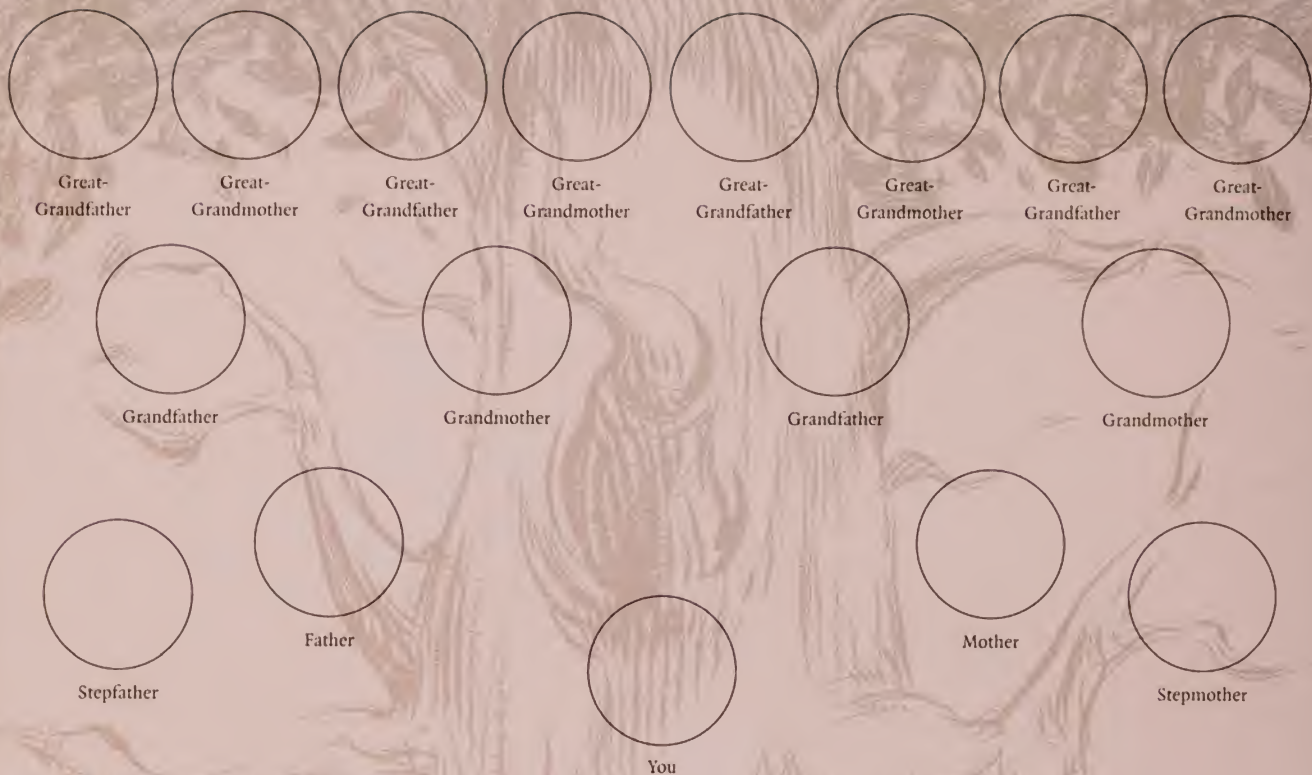 Great-
Grandfather
Great-
Grandmother
Great-
Grandfather
Great-
Grandmother
Great-
Grandfather
Great-
Grandmother
Great-
Grandfather
Great-
Grandmother
Grandfather
Grandmother
Grandfather
Grandmother
Father
Mother
Stepfather
Stepmother
You